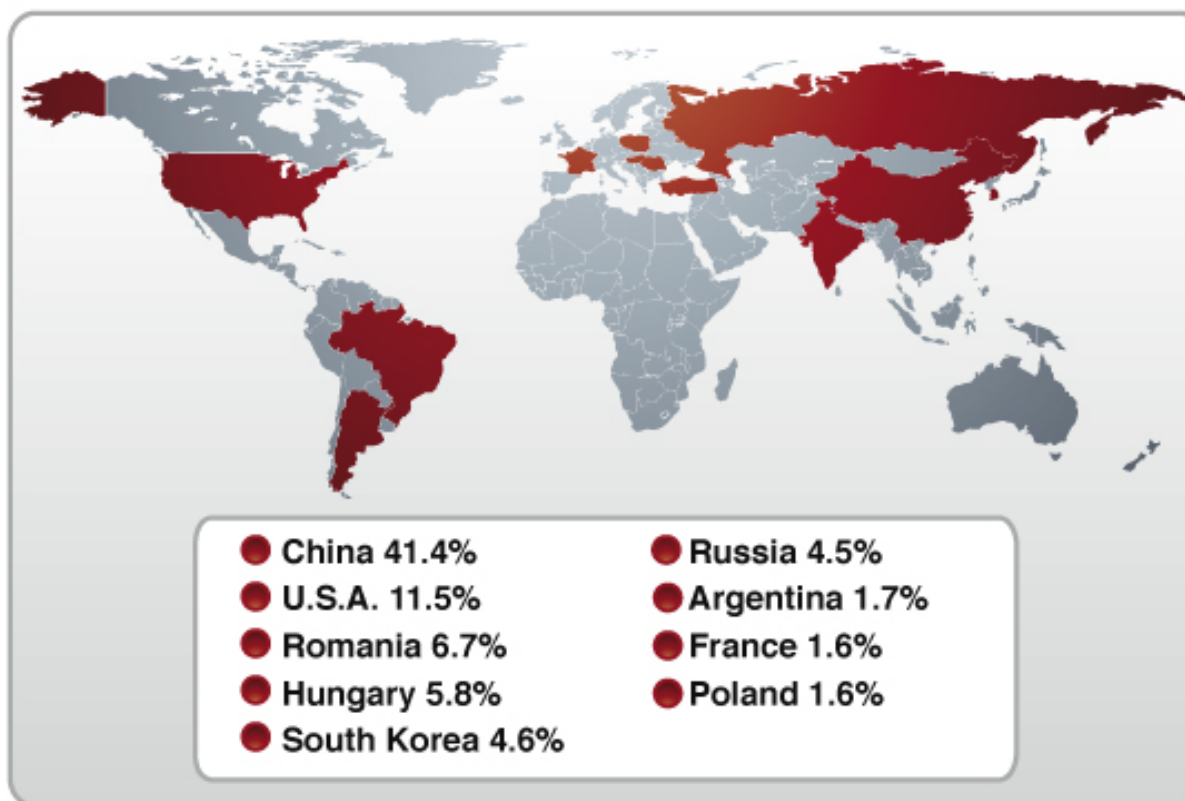 China 41.4%
U.S.A. 11.5%
Romania 6.7%
Hungary 5.8%
South Korea 4.6%
Russia 4.5%
Argentina 1.7%
France 1.6%
Poland 1.6%